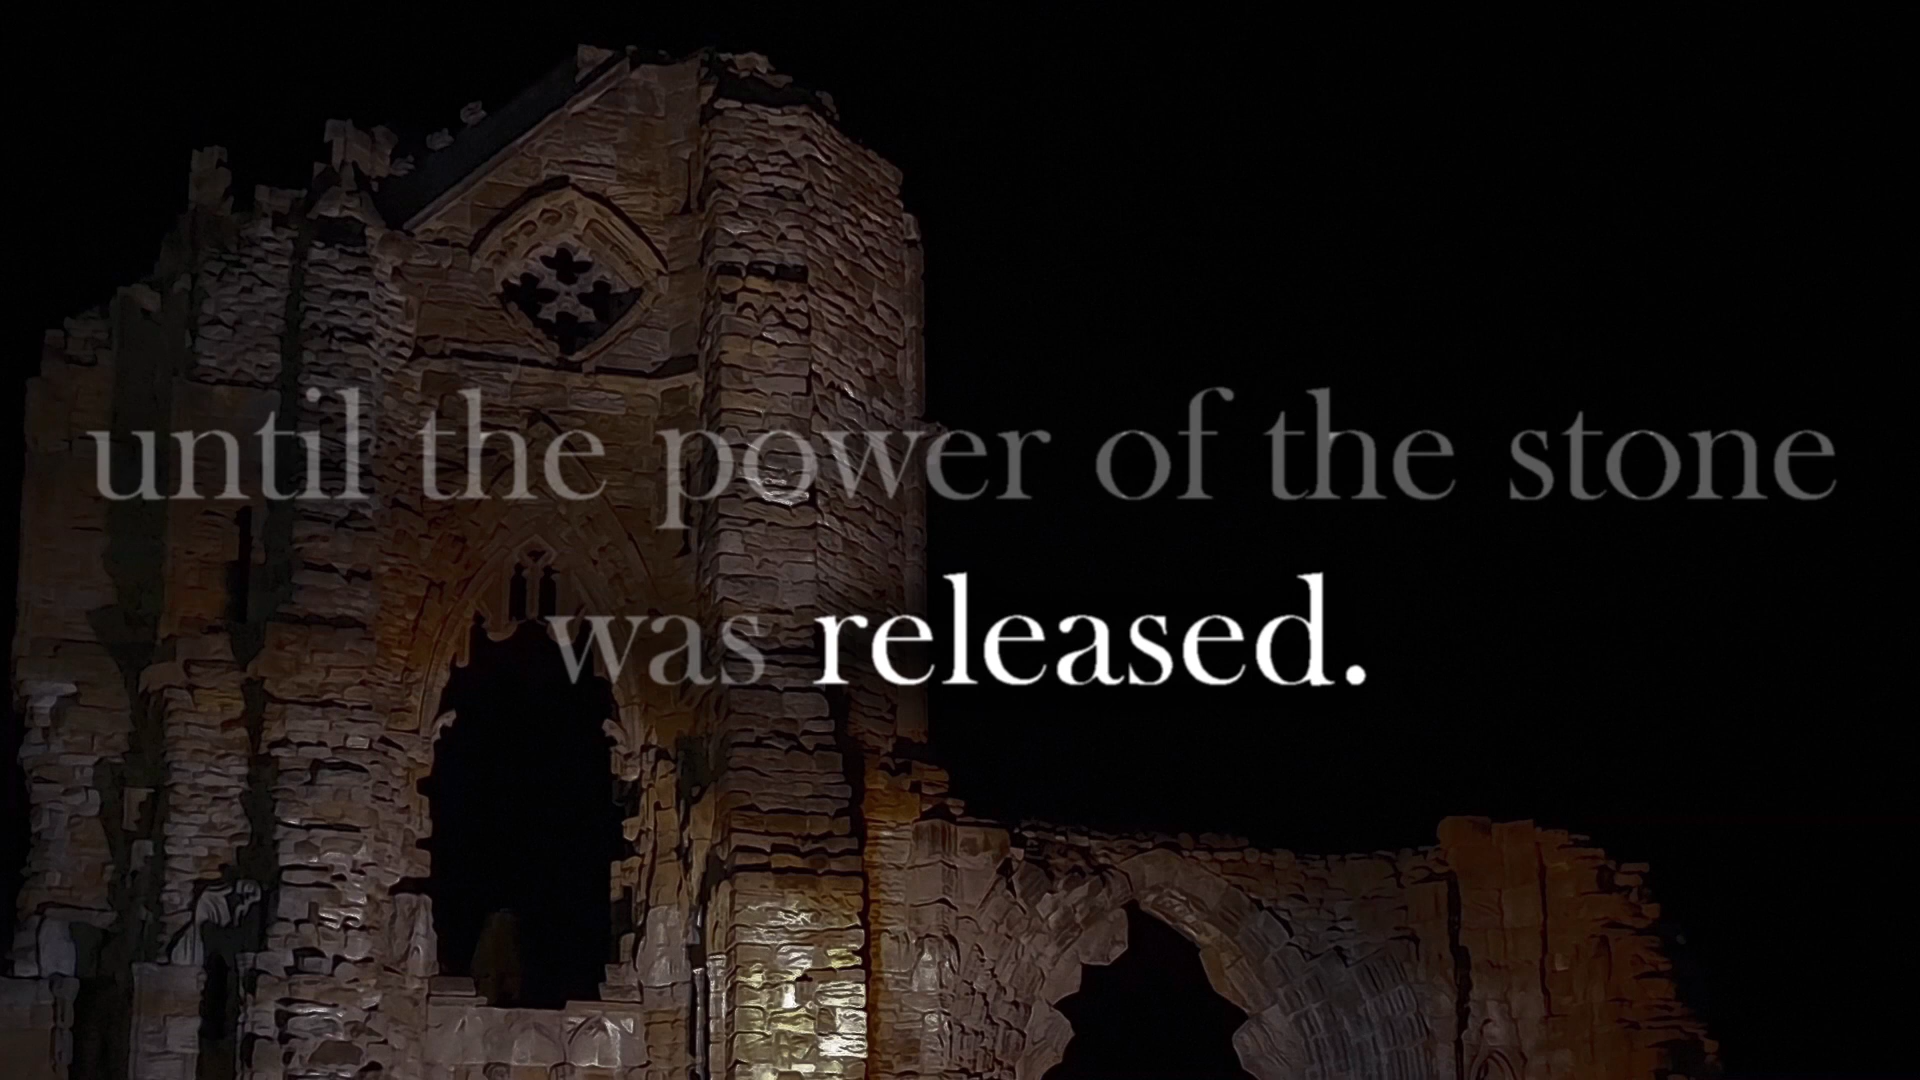 until the power of the stone
was released.